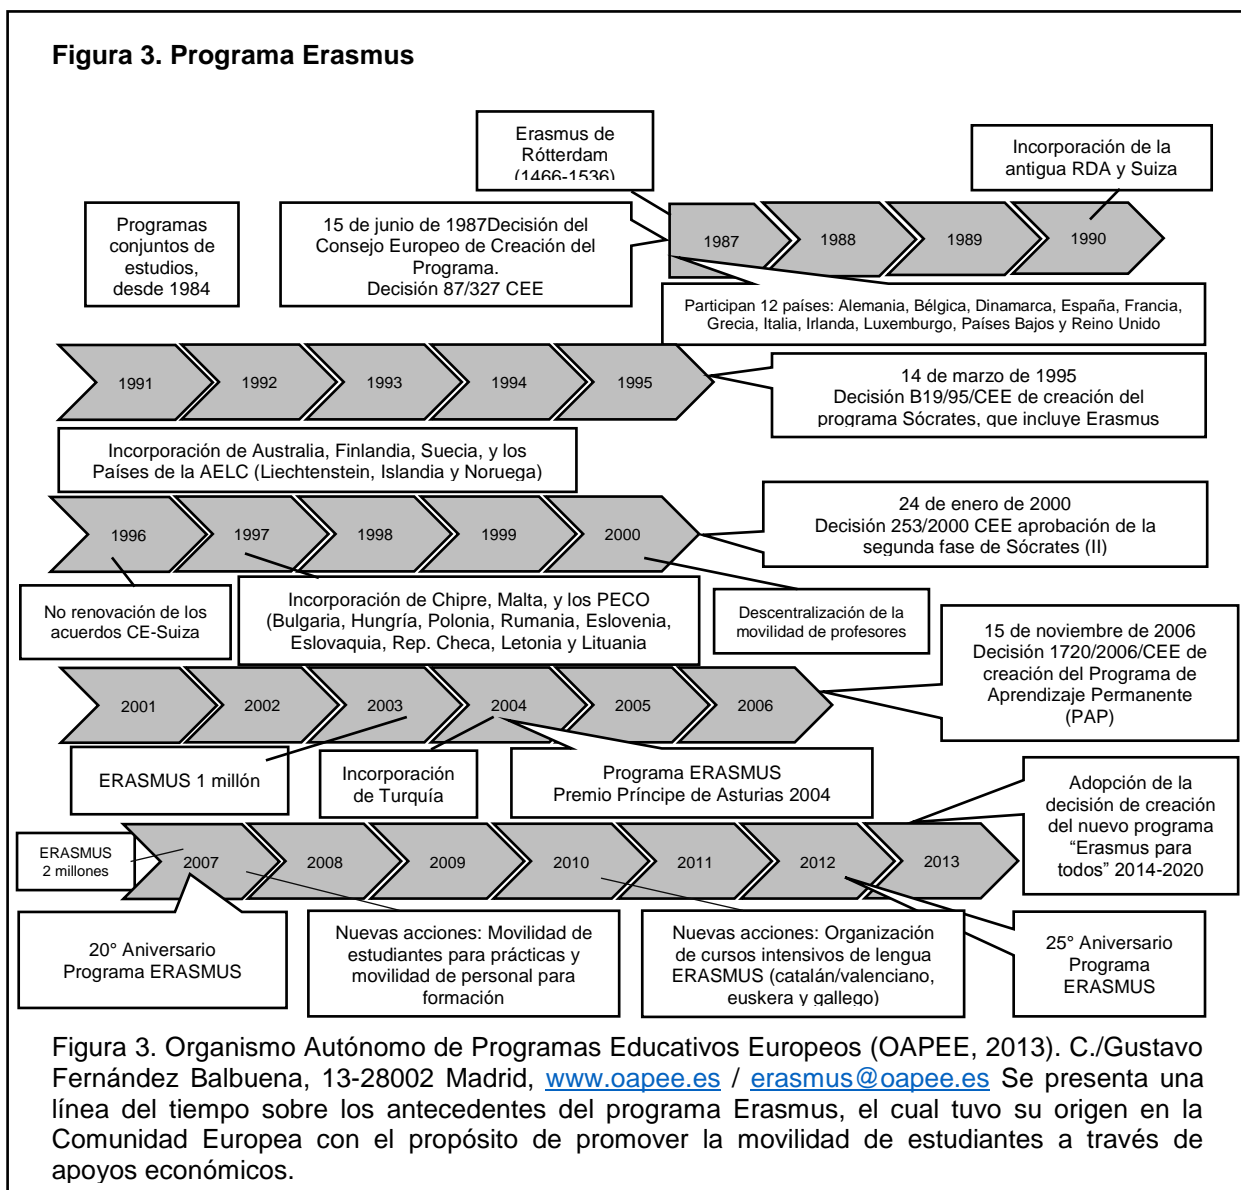 Figura 3. Programa Erasmus
Erasmus de
Rótterdam
(1466-1536)
Incorporación de la
antigua RDA y Suiza
Programas
conjuntos de
estudios,
desde 1984
15 de junio de 1987Decisión del
Consejo Europeo de Creación del
Programa.
Decisión 87/327 CEE
1987
1988
1989
1990
Participan 12 países: Alemania, Bélgica, Dinamarca, España, Francia,
Grecia, Italia, Irlanda, Luxemburgo, Países Bajos y Reino Unido
1991
1992
1993
1994
1995
14 de marzo de 1995
Decisión B19/95/CEE de creación del
programa Sócrates, que incluye Erasmus
Incorporación de Australia, Finlandia, Suecia, y los
Países de la AELC (Liechtenstein, Islandia y Noruega)
1996
1997
1998
1999
2000
24 de enero de 2000
Decisión 253/2000 CEE aprobación de la
segunda fase de Sócrates (II)
No renovación de los
acuerdos CE-Suiza
Incorporación de Chipre, Malta, y los PECO
(Bulgaria, Hungría, Polonia, Rumania, Eslovenia,
Eslovaquia, Rep. Checa, Letonia y Lituania
Descentralización de la
movilidad de profesores
15 de noviembre de 2006
Decisión 1720/2006/CEE de
creación del Programa de
Aprendizaje Permanente
(PAP)
2001
2002
2003
2004
2005
2006
ERASMUS 1 millón
Incorporación
de Turquía
Programa ERASMUS
Premio Príncipe de Asturias 2004
Adopción de la
decisión de creación
del nuevo programa
“Erasmus para
todos” 2014-2020
ERASMUS
2 millones
2007
2008
2009
2010
2011
2012
2013
20° Aniversario
Programa ERASMUS
Nuevas acciones: Movilidad de
estudiantes para prácticas y
movilidad de personal para
formación
Nuevas acciones: Organización
de cursos intensivos de lengua
ERASMUS (catalán/valenciano,
euskera y gallego)
25° Aniversario
Programa
ERASMUS
Figura 3. Organismo Autónomo de Programas Educativos Europeos (OAPEE, 2013). C./Gustavo
Fernández Balbuena, 13-28002 Madrid, www.oapee.es / erasmus@oapee.es Se presenta una
línea del tiempo sobre los antecedentes del programa Erasmus, el cual tuvo su origen en la
Comunidad Europea con el propósito de promover la movilidad de estudiantes a través de
apoyos económicos.